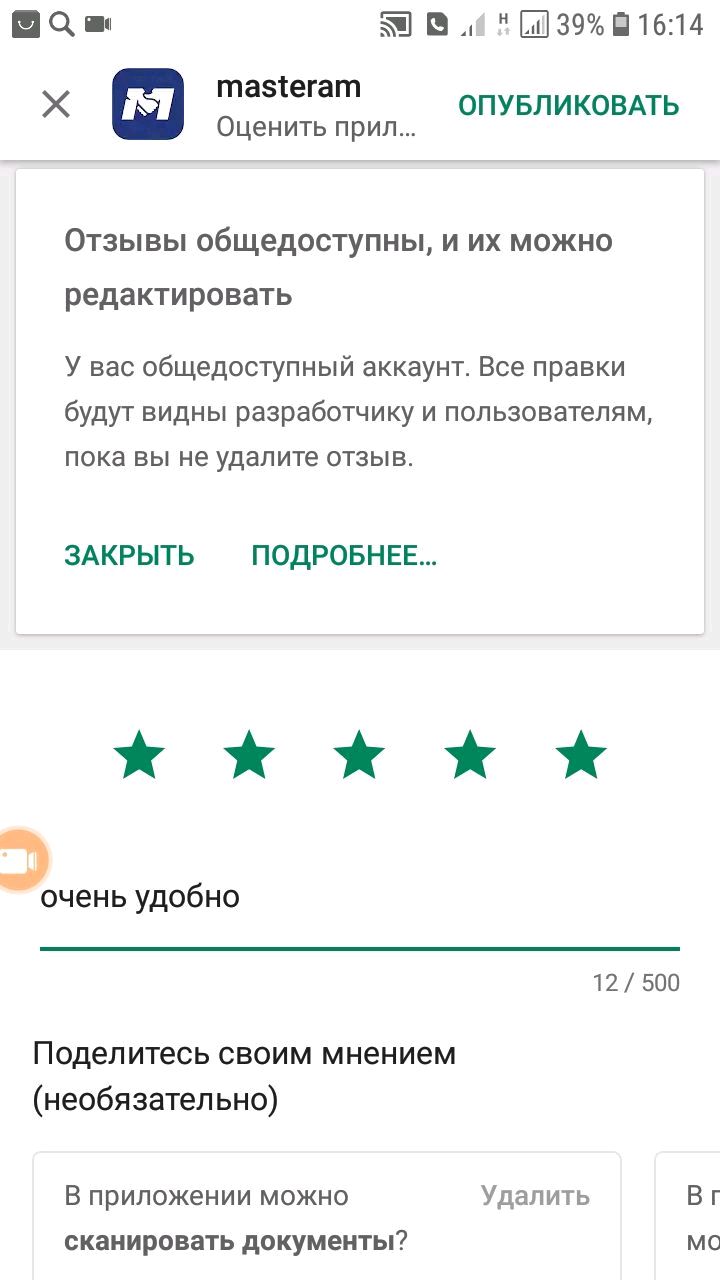 H 39% 16:14
masteram
Оценить прил...
ОПУБЛИКОВАТЬ
Отзывы общедоступны, и их можно
редактировать
У вас общедоступный аккаунт. Все правки
будут видны разработчику и пользователям,
пока вы не удалите отзыв.
ЗАКРЫТЬ ПОДРОБНЕЕ...
очень удобно
12 / 500
Поделитесь своим мнением
(необязательно)
В приложении можно
сканировать документы?
Удалить